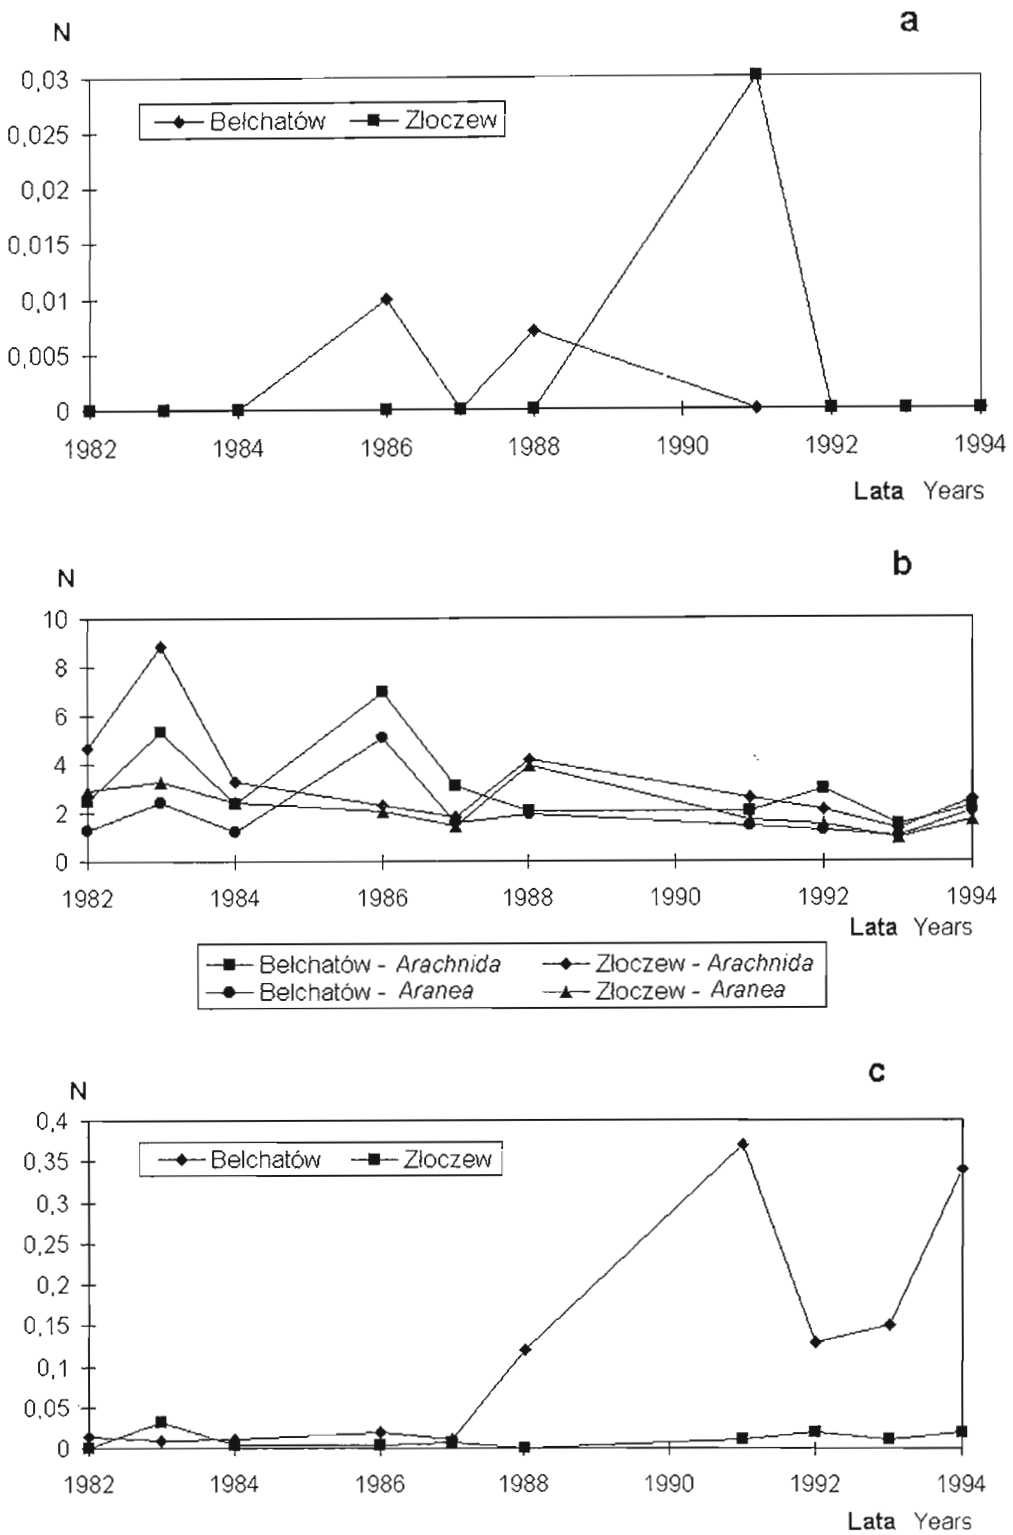 a
N
0,03
0,025
0,02
0,015
0,01
0,005
0
Bełchatów Złoczew
1982 1984 1986 1988 1990 1992 1994
Lata Years
b
N
10
8
6
4
2
0
1982 1984 1986 1988 1990 1992 1994
Lata Years
Bełchatów - Arachnida Złoczew - Arachnida
Bełchatów - Aranea Złoczew - Aranea
c
N
0,4
0,35
0,3
0,25
0,2
0,15
0,1
0,05
0
Bełchatów Złoczew
1982 1984 1986 1988 1990 1992 1994
Lata Years